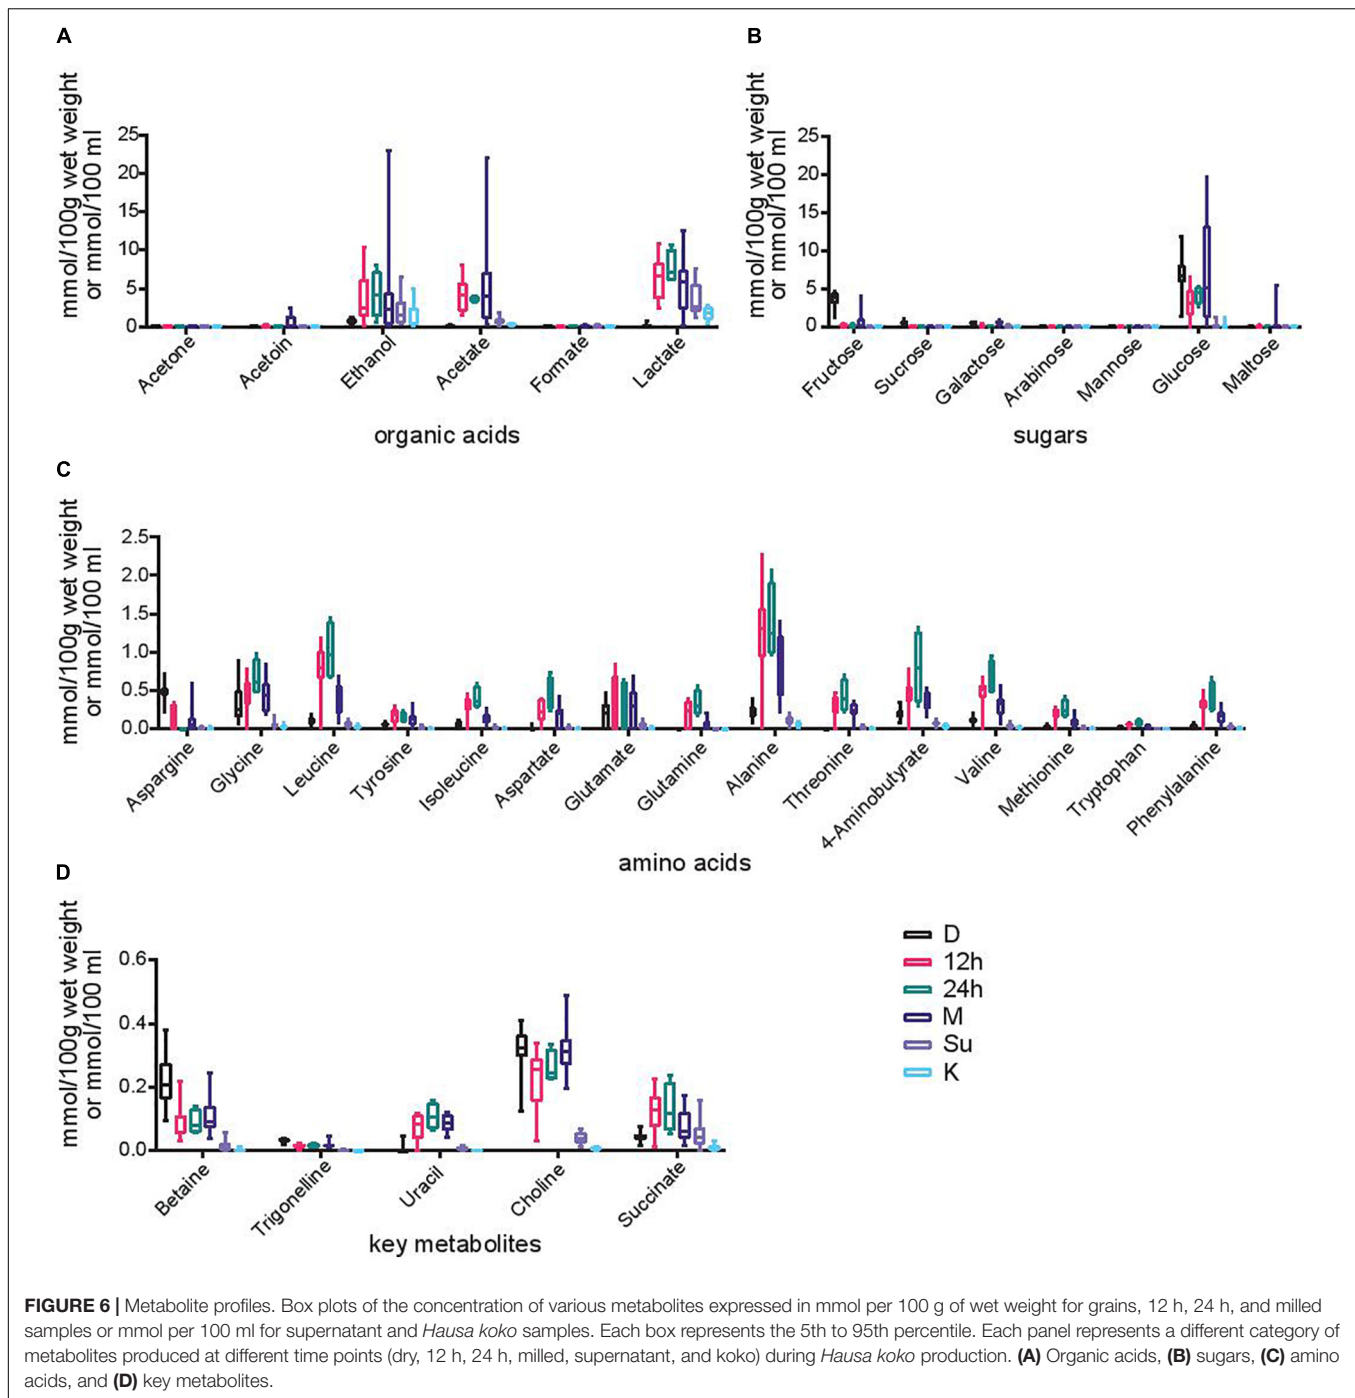 A
mmol/100g wet weight
or mmol/100 ml
25
20
15
10
5
0
Acetone
Acetoin
Ethanol
Acetate
Formate
Lactate
organic acids
B
mmol/100g wet weight
or mmol/100 ml
25
20
15
10
5
0
Fructose
Sucrose
Galactose
Arabinose
Mannose
Glucose
Maltose
sugars
C
mmol/100g wet weight
or mmol/100 ml
2.5
2.0
1.5
1.0
0.5
0.0
Aspargine
Glycine
Leucine
Tyrosine
Isoleucine
Aspartate
Glutamate
Glutamine
Alanine
Threonine
4-Aminobutyrate
Valine
Methionine
Tryptophan
Phenylalanine
amino acids
D
mmol/100g wet weight
or mmol/100 ml
0.6
0.4
0.2
0.0
Betaine
Trigonelline
Uracil
Choline
Succinate
key metabolites
D
12h
24h
M
Su
K
FIGURE 6 | Metabolite profiles. Box plots of the concentration of various metabolites expressed in mmol per 100 g of wet weight for grains, 12 h, 24 h, and milled
samples or mmol per 100 ml for supernatant and Hausa koko samples. Each box represents the 5th to 95th percentile. Each panel represents a different category of
metabolites produced at different time points (dry, 12 h, 24 h, milled, supernatant, and koko) during Hausa koko production. (A) Organic acids, (B) sugars, (C) amino
acids, and (D) key metabolites.